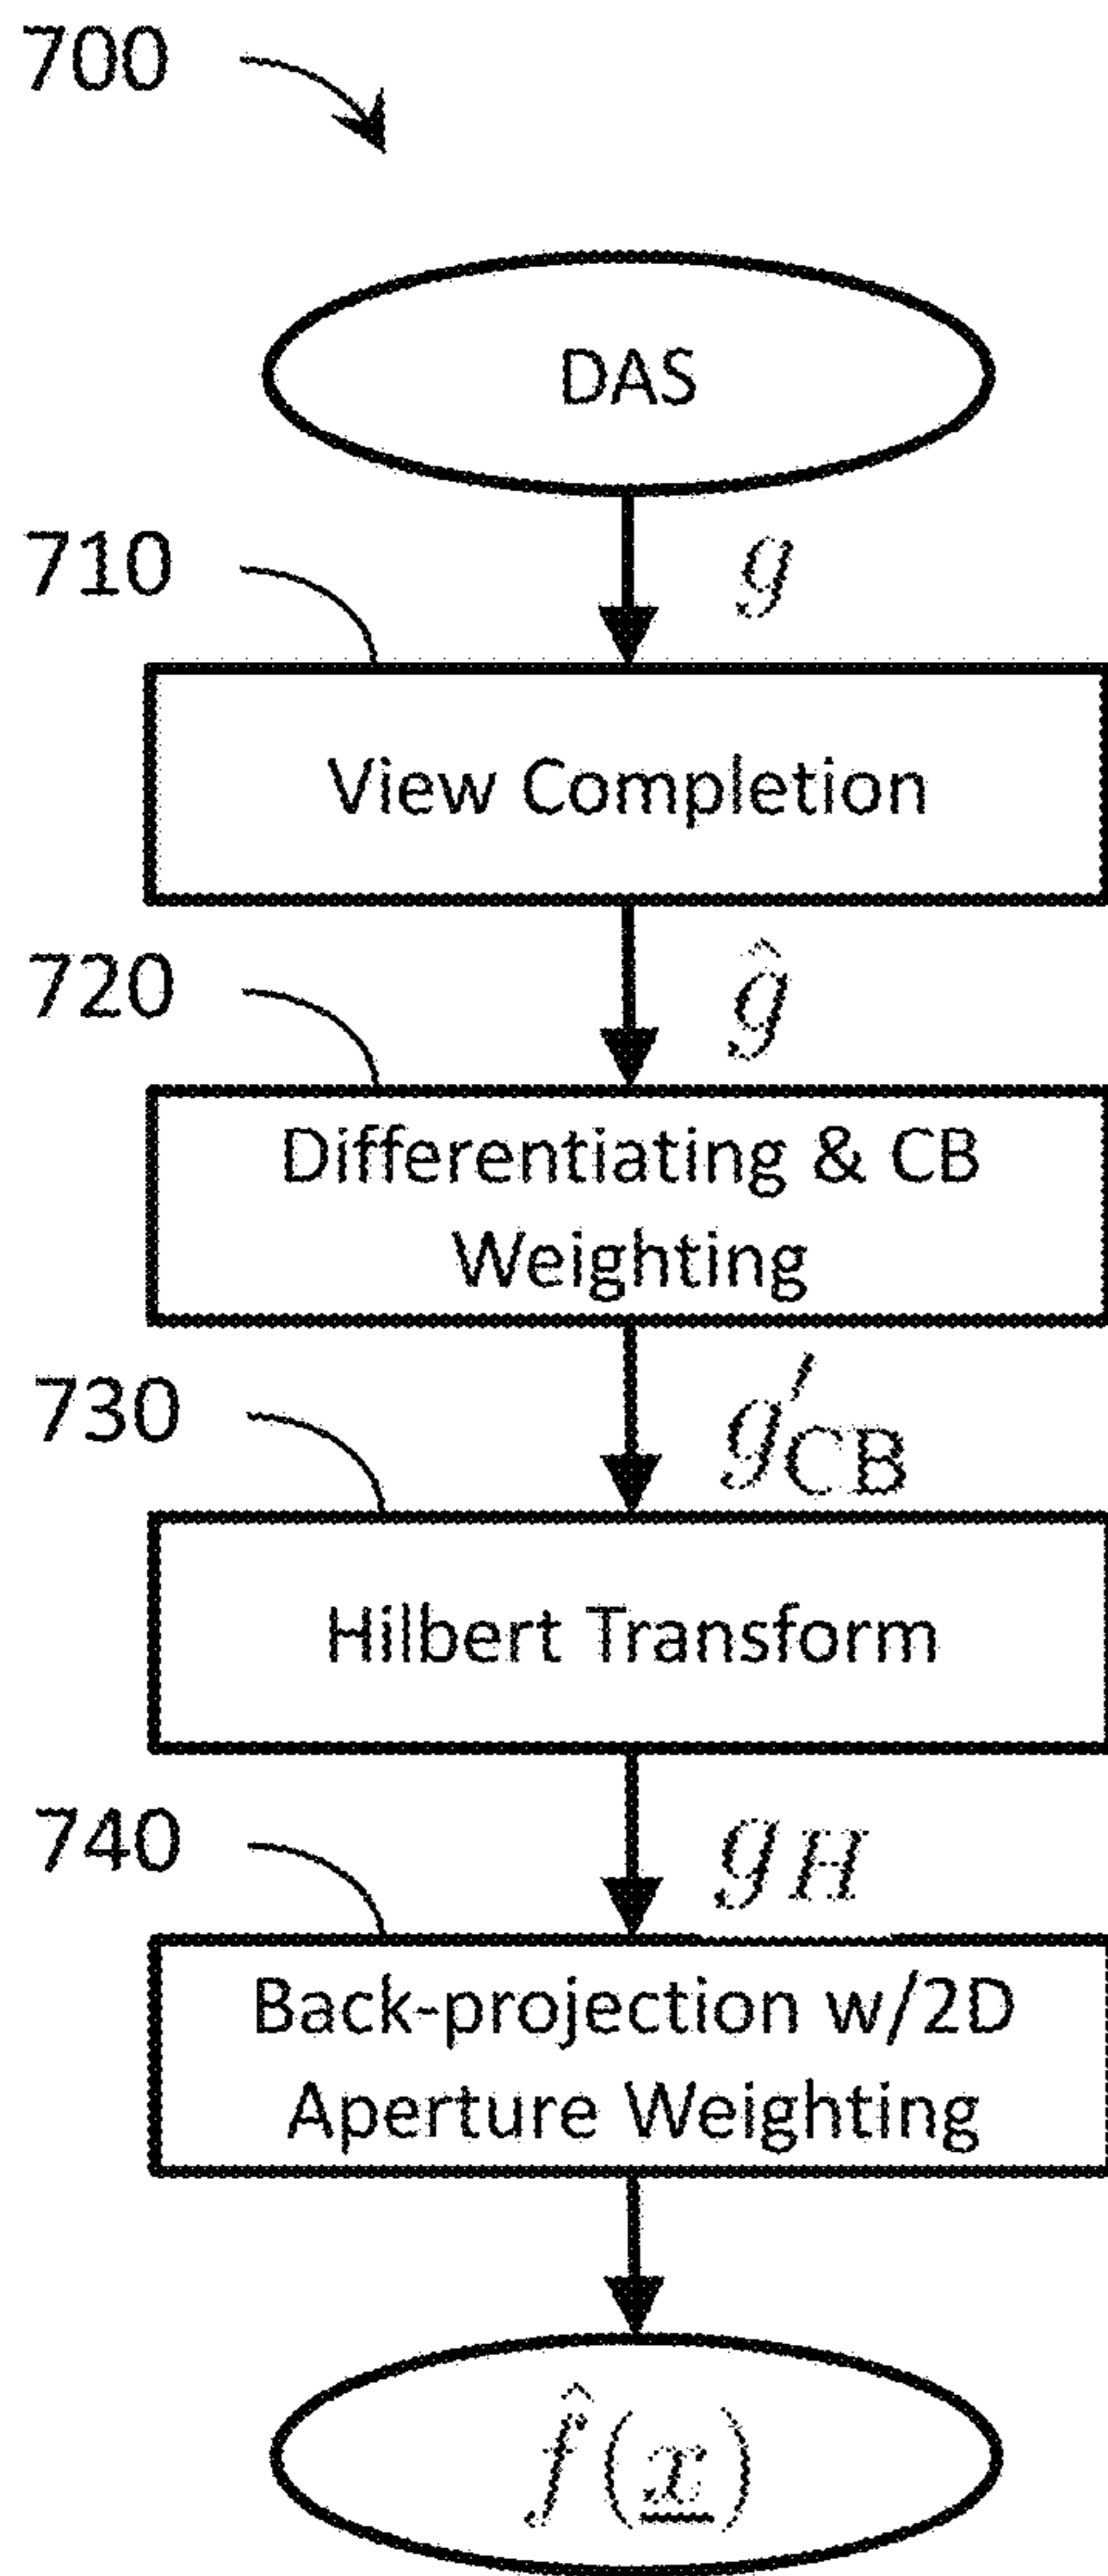 700
DAS
g
710
View Completion
ĝ
720
Differentiating & CB
Weighting
g′CB
730
Hilbert Transform
gH
740
Back-projection w/2D
Aperture Weighting
f̂(x)